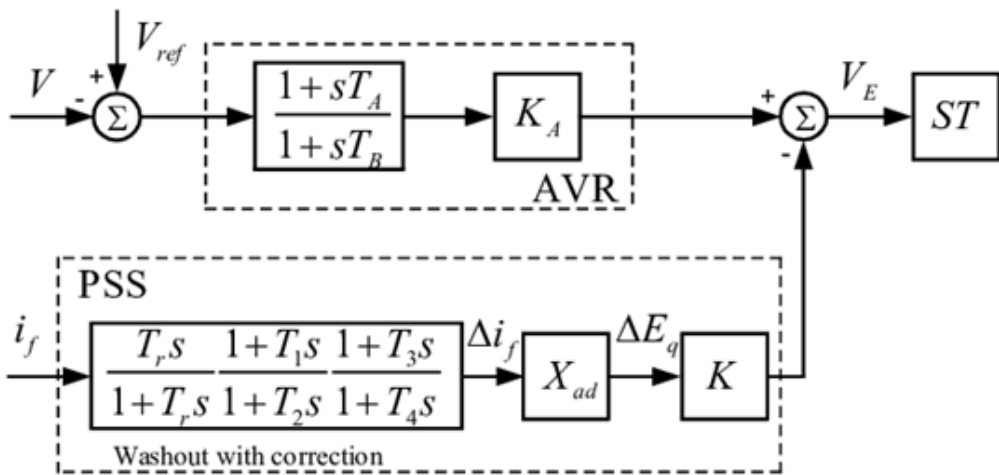 V_ref
+
V
-
Σ
1 + sT_A
1 + sT_B
K_A
AVR
+
Σ
-
V_E
ST
PSS
i_f
T_r s
1 + T_r s
1 + T_1 s
1 + T_2 s
1 + T_3 s
1 + T_4 s
Δi_f
X_ad
ΔE_q
K
Washout with correction